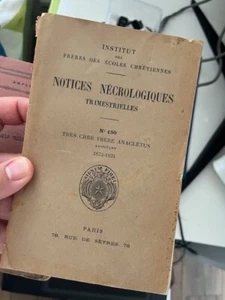 INSTITUT
DES
FRÈRES DES ÉCOLES CHRÉTIENNES
NOTICES NÉCROLOGIQUES
TRIMESTRIELLES
TRÈS CHER FRÈRE ANACLETUS
ASSISTANT
PARIS
78, RUE DE SÈVRES, 78